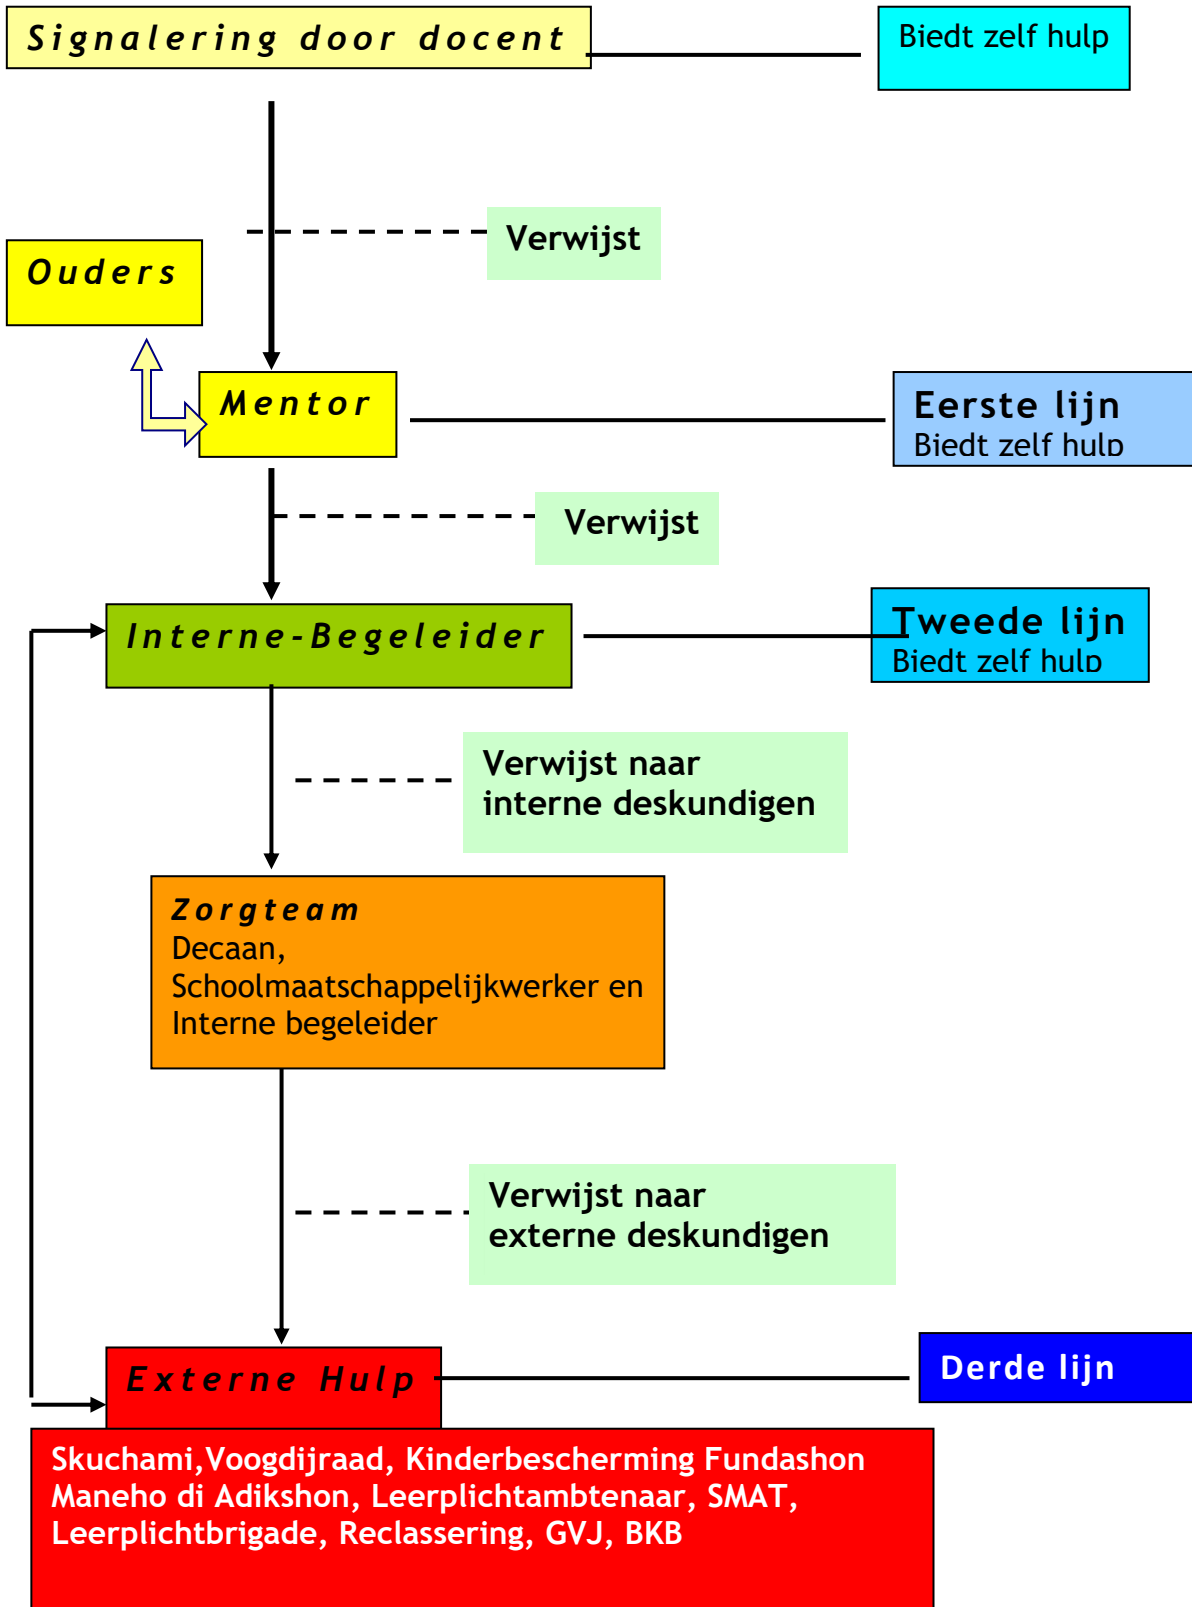 Signalering door docent
Biedt zelf hulp
Verwijst
Ouders
Mentor
Eerste lijn
Biedt zelf hulp
Verwijst
Interne-Begeleider
Tweede lijn
Biedt zelf hulp
Verwijst naar
interne deskundigen
Zorgteam
Decaan,
Schoolmaatschappelijkwerker en
Interne begeleider
Verwijst naar
externe deskundigen
Externe Hulp
Derde lijn
Skuchami,Voogdijraad, Kinderbescherming Fundashon
Maneho di Adikshon, Leerplichtambtenaar, SMAT,
Leerplichtbrigade, Reclassering, GVJ, BKB